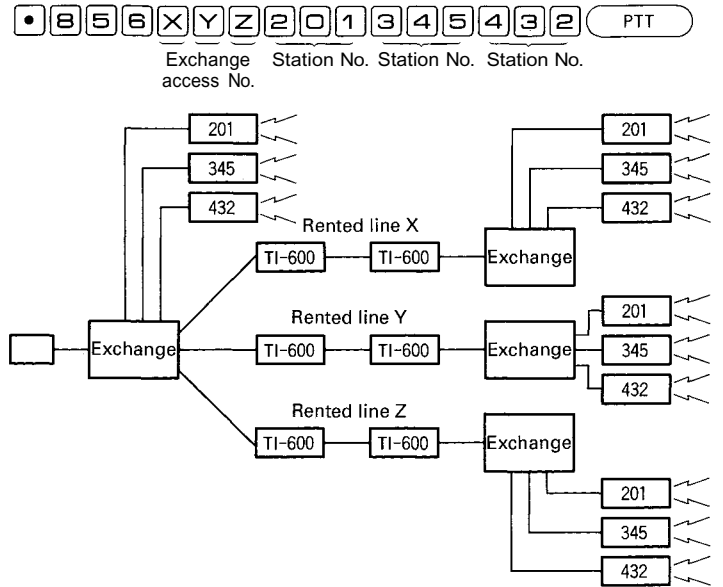 • 8 5 6 X Y Z 2 0 1 3 4 5 4 3 2 PTT
Exchange access No.
Station No. Station No. Station No.
201
345
432
201
345
432
Rented line X
TI-600 TI-600 Exchange
Rented line Y
Exchange TI-600 TI-600 Exchange
201
345
432
Rented line Z
TI-600 TI-600 Exchange
201
345
432